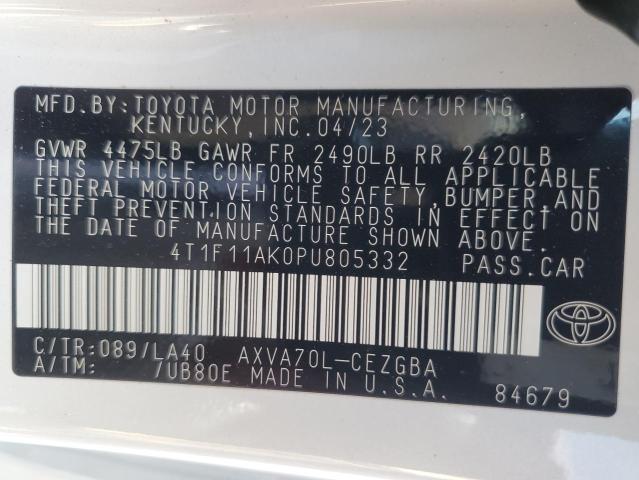 MFD. BY: TOYOTA MOTOR MANUFACTURING,
KENTUCKY, INC. 04/23
GVWR 4475LB GAWR FR 2490LB RR 2420LB
THIS VEHICLE CONFORMS TO ALL APPLICABLE
FEDERAL MOTOR VEHICLE SAFETY, BUMPER, AND
THEFT PREVENTION STANDARDS IN EFFECT ON
THE DATE OF MANUFACTURE SHOWN ABOVE.
4T1F11AK0PU805332 PASS. CAR
C/TR: 089/LA40 AXVA70L-CEZGBA
A/TM: /UB80E MADE IN U.S.A.
84679